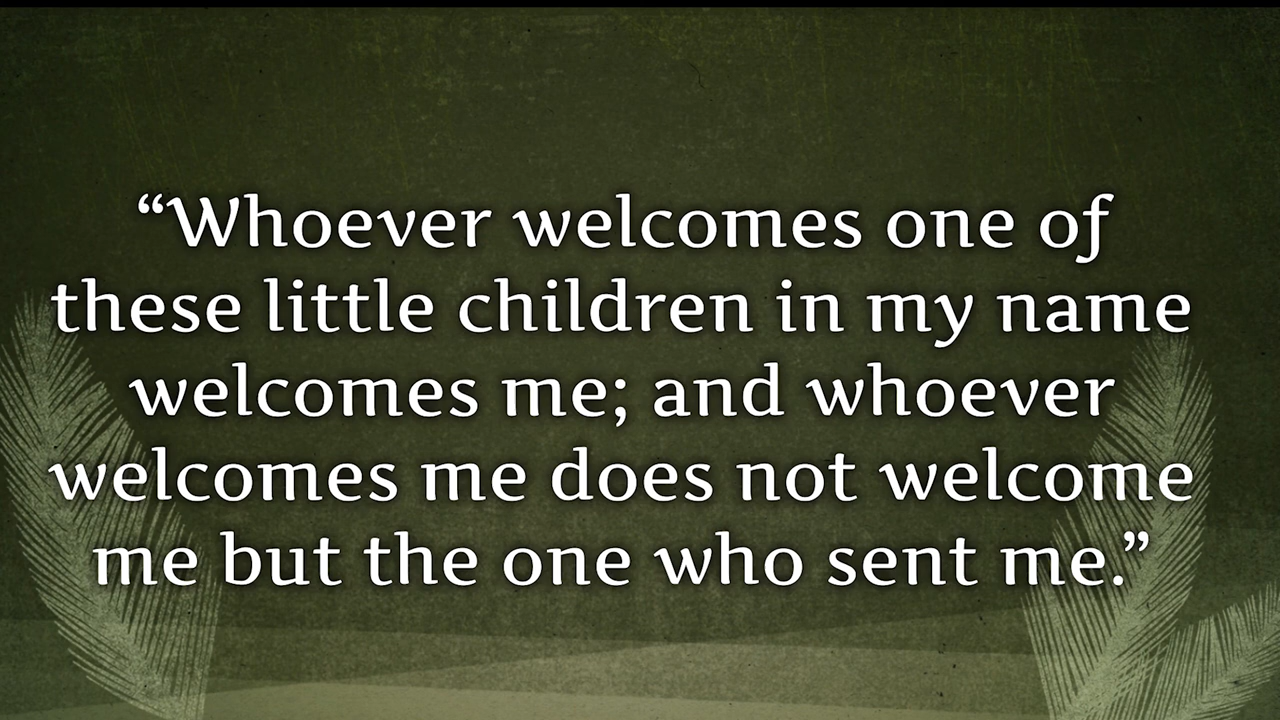 “Whoever welcomes one of
these little children in my name
welcomes me; and whoever
welcomes me does not welcome
me but the one who sent me.”